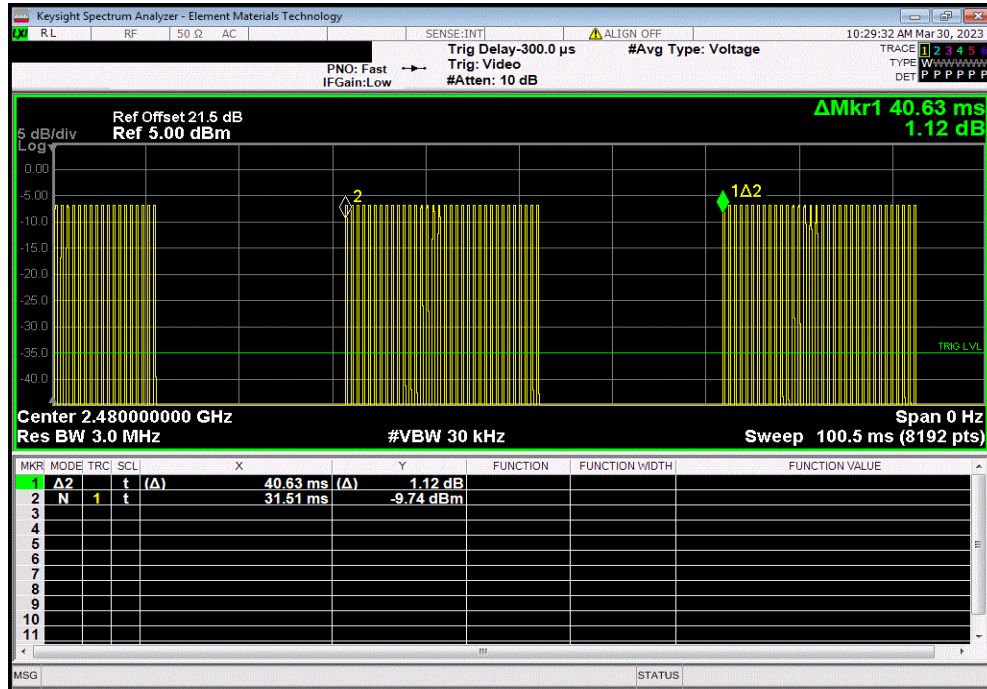 Keysight Spectrum Analyzer - Element Materials Technology
LXI RL RF 50 Ω AC SENSE:INT ALIGN OFF 10:29:32 AM Mar 30, 2023
Trig Delay-300.0 µs #Avg Type: Voltage TRACE 1 2 3 4 5 6
PNO: Fast Trig: Video TYPE WWWWWW
IFGain:Low #Atten: 10 dB DET P P P P P P
ΔMkr1 40.63 ms
1.12 dB
Ref Offset 21.5 dB
5 dB/div Ref 5.00 dBm
Log
0.00
-5.00
2
1Δ2
-10.0
-15.0
-20.0
-25.0
-30.0
-35.0
TRIG LVL
-40.0
Center 2.480000000 GHz Span 0 Hz
Res BW 3.0 MHz #VBW 30 kHz Sweep 100.5 ms (8192 pts)
MKR MODE TRC SCL X Y FUNCTION FUNCTION WIDTH FUNCTION VALUE
1 Δ2 t (Δ) 40.63 ms (Δ) 1.12 dB
2 N 1 t 31.51 ms -9.74 dBm
3
4
5
6
7
8
9
10
11
MSG STATUS